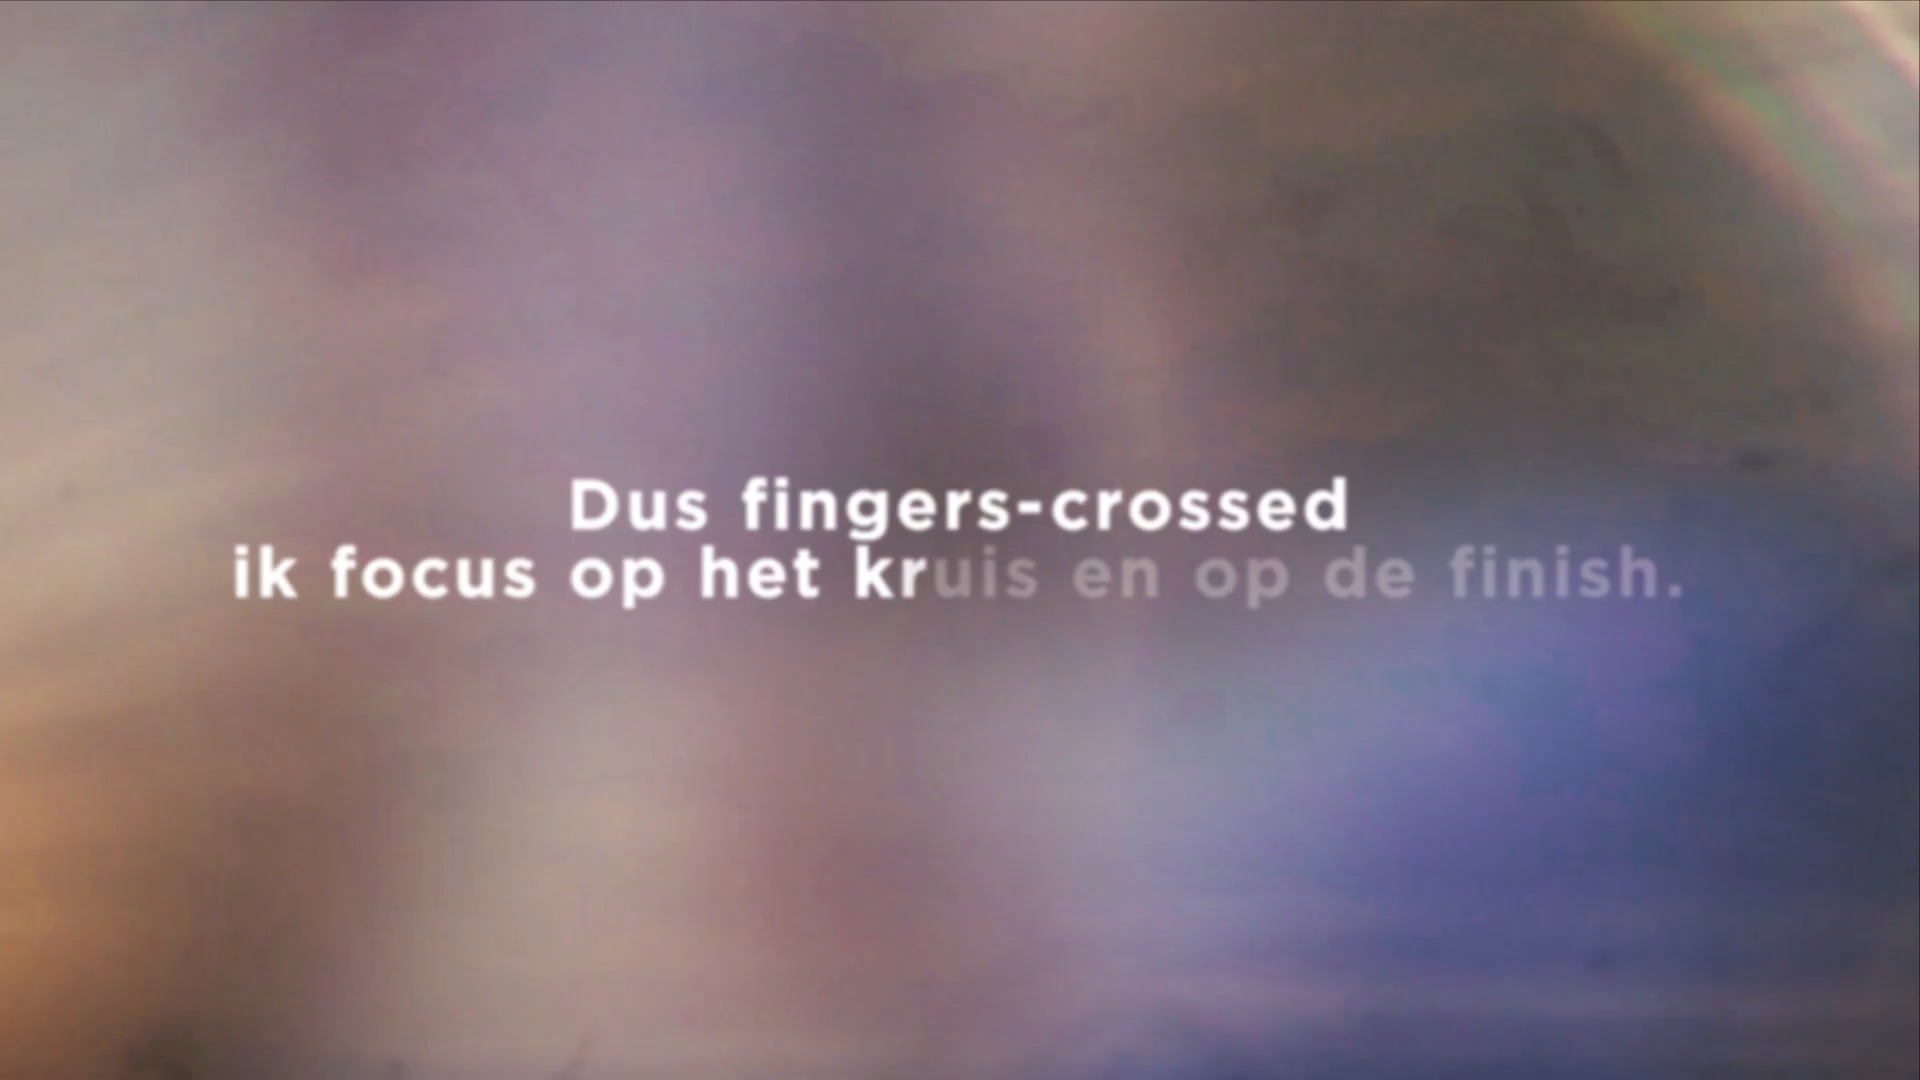 Dus fingers-crossed
ik focus op het kruis en op de finish.